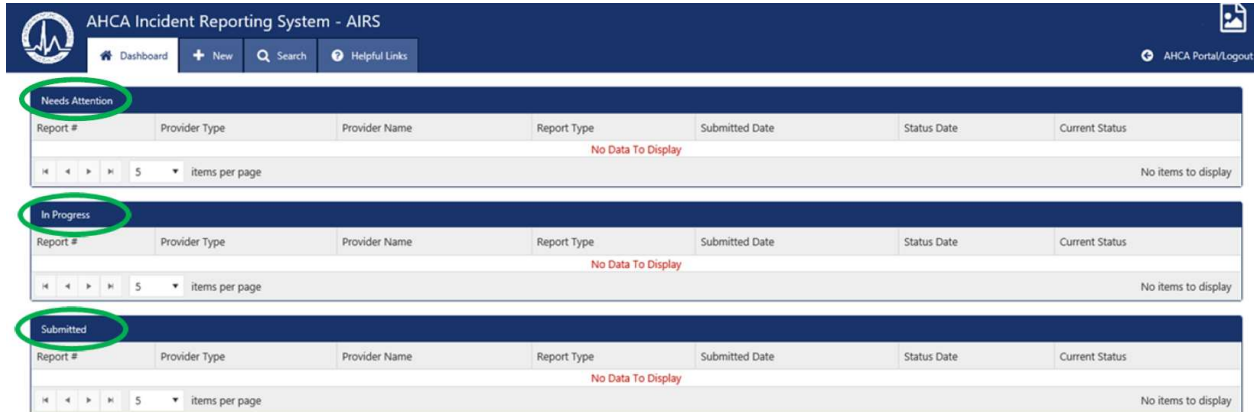 AHCA Incident Reporting System - AIRS
Dashboard New Search Helpful Links AHCA Portal/Logout
Needs Attention
Report # Provider Type Provider Name Report Type Submitted Date Status Date Current Status
No Data To Display
5 items per page No items to display
In Progress
Report # Provider Type Provider Name Report Type Submitted Date Status Date Current Status
No Data To Display
5 items per page No items to display
Submitted
Report # Provider Type Provider Name Report Type Submitted Date Status Date Current Status
No Data To Display
5 items per page No items to display